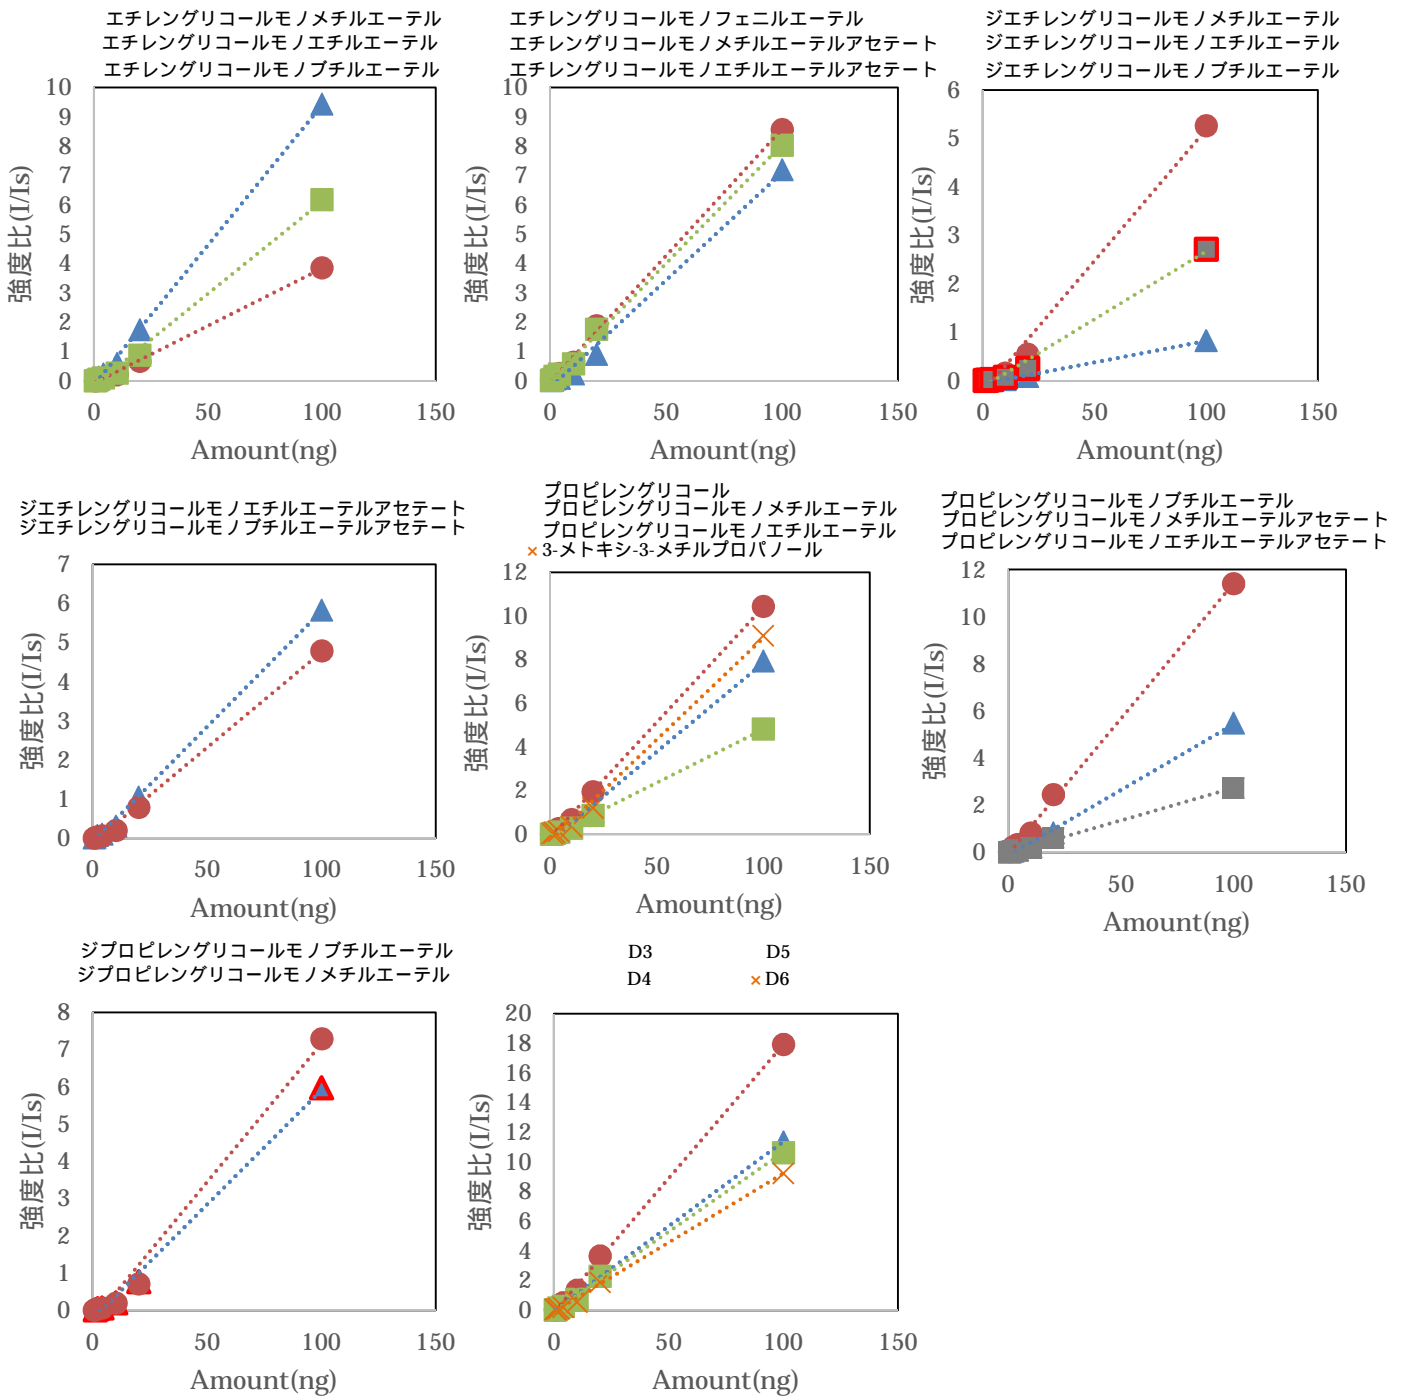 エチレングリコールモノメチルエーテル
エチレングリコールモノエチルエーテル
エチレングリコールモノブチルエーテル
10
9
8
7
6
5
4
3
2
1
0
強度比(I/Is)
0 50 100 150
Amount(ng)
エチレングリコールモノフェニルエーテル
エチレングリコールモノメチルエーテルアセテート
エチレングリコールモノエチルエーテルアセテート
10
9
8
7
6
5
4
3
2
1
0
強度比(I/Is)
0 50 100 150
Amount(ng)
ジエチレングリコールモノメチルエーテル
ジエチレングリコールモノエチルエーテル
ジエチレングリコールモノブチルエーテル
6
5
4
3
2
1
0
強度比(I/Is)
0 50 100 150
Amount(ng)
ジエチレングリコールモノエチルエーテルアセテート
ジエチレングリコールモノブチルエーテルアセテート
7
6
5
4
3
2
1
0
強度比(I/Is)
0 50 100 150
Amount(ng)
プロピレングリコール
プロピレングリコールモノメチルエーテル
プロピレングリコールモノエチルエーテル
3-メトキシ-3-メチルプロパノール
12
10
8
6
4
2
0
強度比(I/Is)
0 50 100 150
Amount(ng)
プロピレングリコールモノブチルエーテル
プロピレングリコールモノメチルエーテルアセテート
プロピレングリコールモノエチルエーテルアセテート
12
10
8
6
4
2
0
強度比(I/Is)
0 50 100 150
Amount(ng)
ジプロピレングリコールモノブチルエーテル
ジプロピレングリコールモノメチルエーテル
8
7
6
5
4
3
2
1
0
強度比(I/Is)
0 50 100 150
Amount(ng)
D3 D5
D4 D6
20
18
16
14
12
10
8
6
4
2
0
強度比(I/Is)
0 50 100 150
Amount(ng)